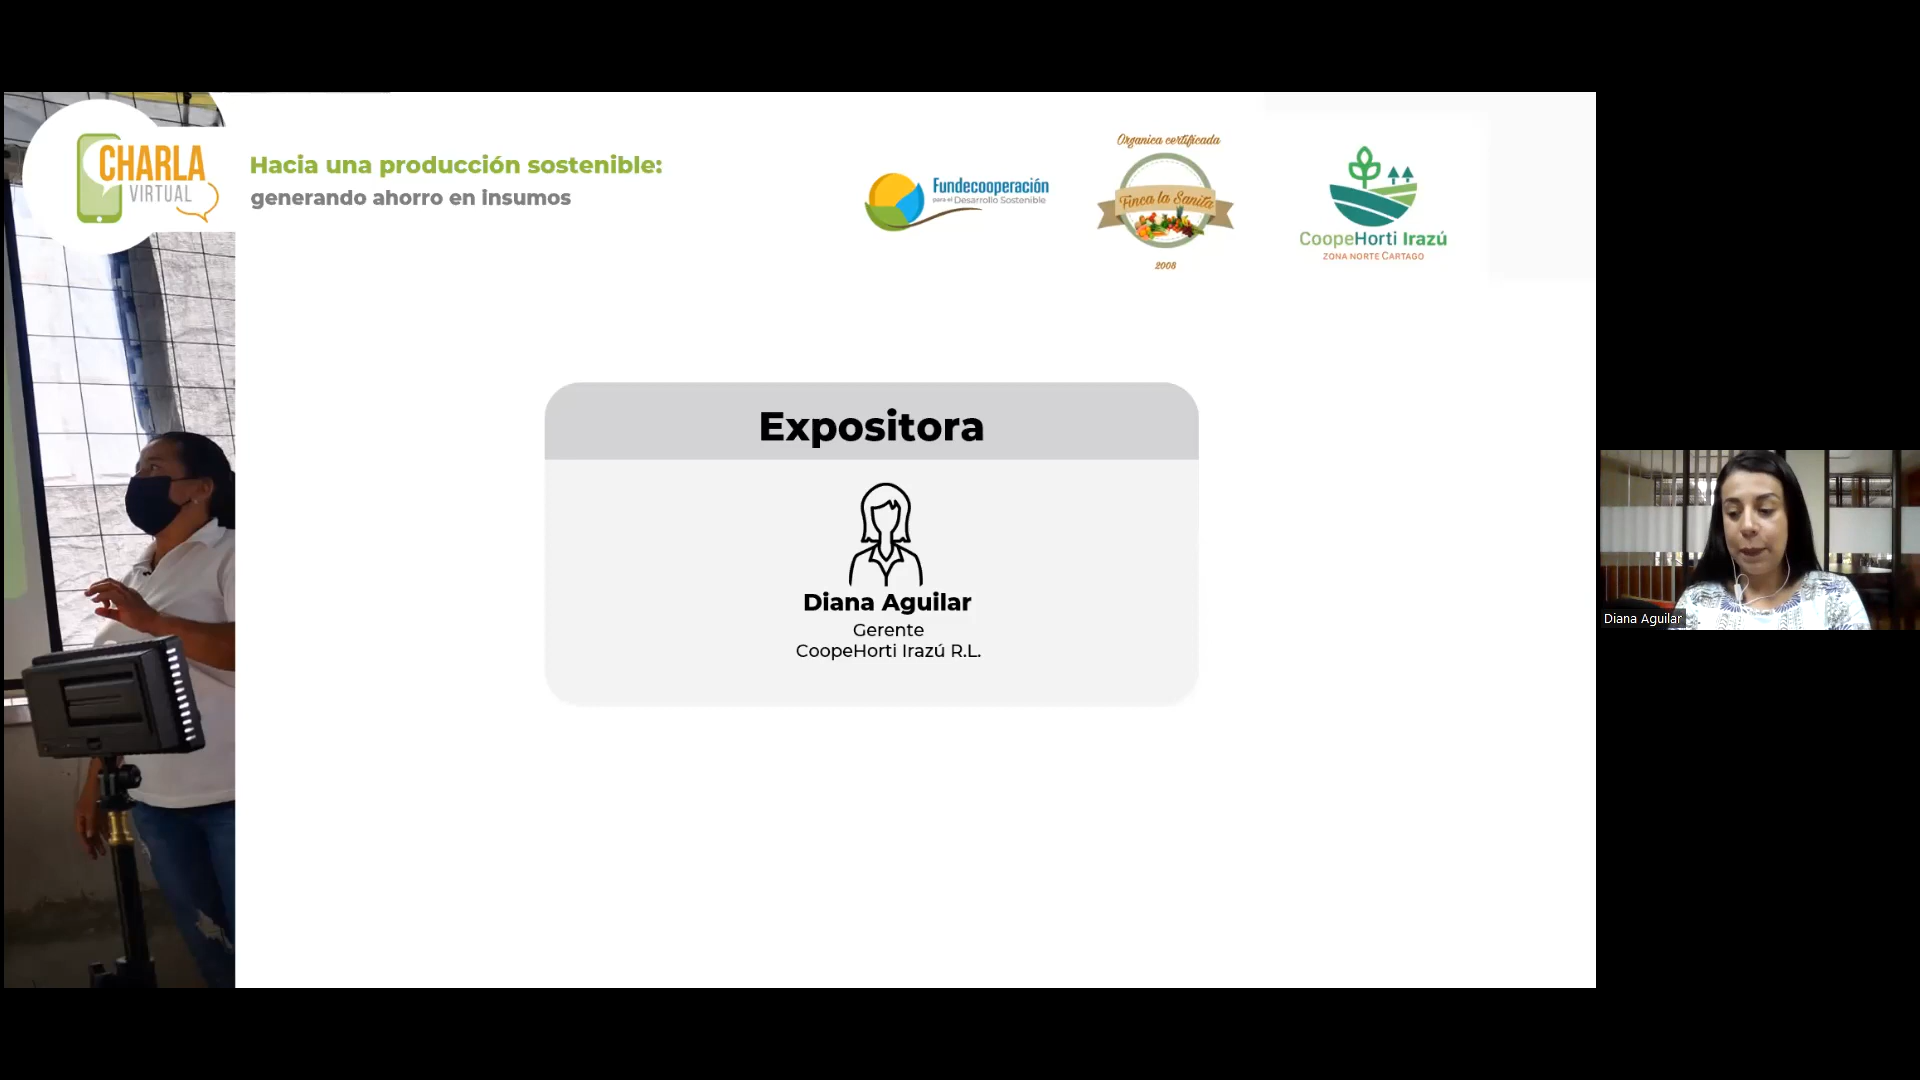 CHARLA
VIRTUAL
Hacia una producción sostenible:
generando ahorro en insumos
Fundecooperación
para el Desarrollo Sostenible
Organica certificada
Finca la Sanita
2008
CoopeHorti Irazú
ZONA NORTE CARTAGO
Expositora
Diana Aguilar
Gerente
CoopeHorti Irazú R.L.
Diana Aguilar